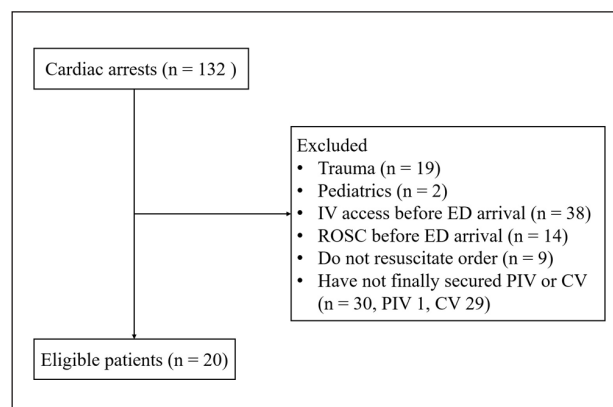 Cardiac arrests (n = 132 )
Excluded
• Trauma (n = 19)
• Pediatrics (n = 2)
• IV access before ED arrival (n = 38)
• ROSC before ED arrival (n = 14)
• Do not resuscitate order (n = 9)
• Have not finally secured PIV or CV
(n = 30, PIV 1, CV 29)
Eligible patients (n = 20)